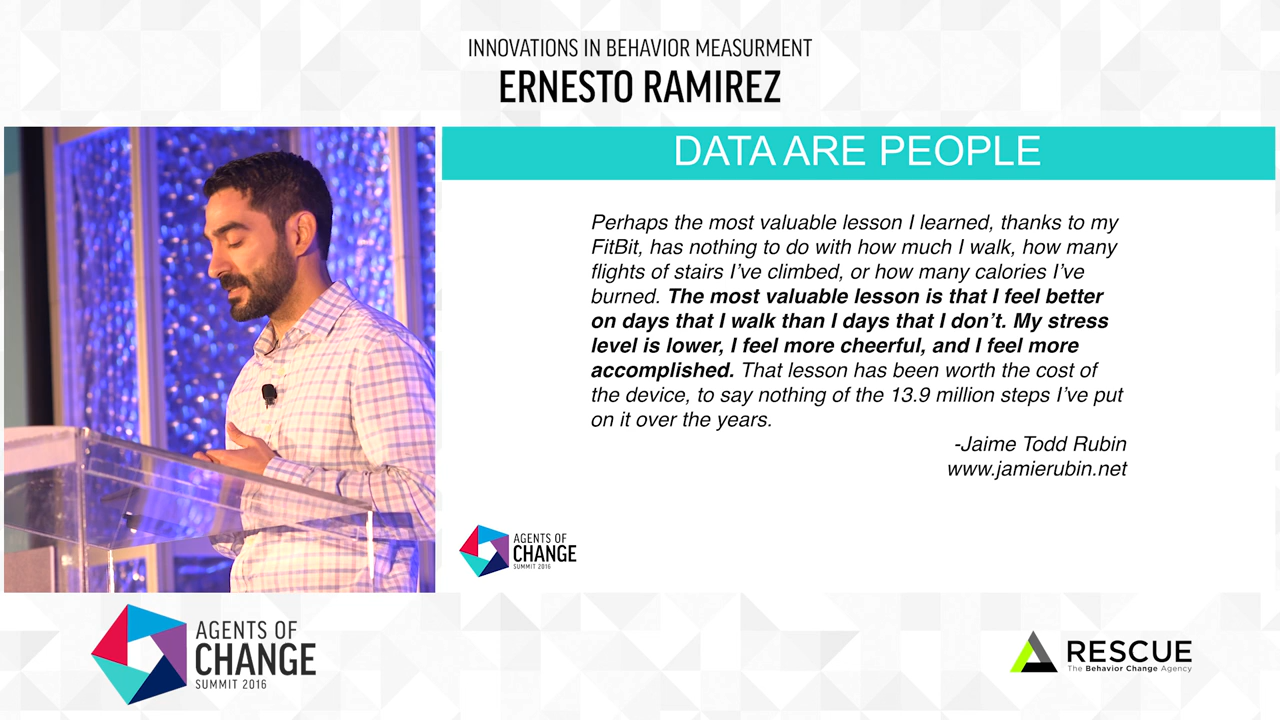 INNOVATIONS IN BEHAVIOR MEASURMENT
ERNESTO RAMIREZ
DATA ARE PEOPLE
Perhaps the most valuable lesson I learned, thanks to my
FitBit, has nothing to do with how much I walk, how many
flights of stairs I've climbed, or how many calories I've
burned. The most valuable lesson is that I feel better
on days that I walk than I days that I don't. My stress
level is lower, I feel more cheerful, and I feel more
accomplished. That lesson has been worth the cost of
the device, to say nothing of the 13.9 million steps I've put
on it over the years.
-Jaime Todd Rubin
www.jamierubin.net
AGENTS OF
CHANGE
SUMMIT 2016
AGENTS OF
CHANGE
SUMMIT 2016
RESCUE
The Behavior Change Agency